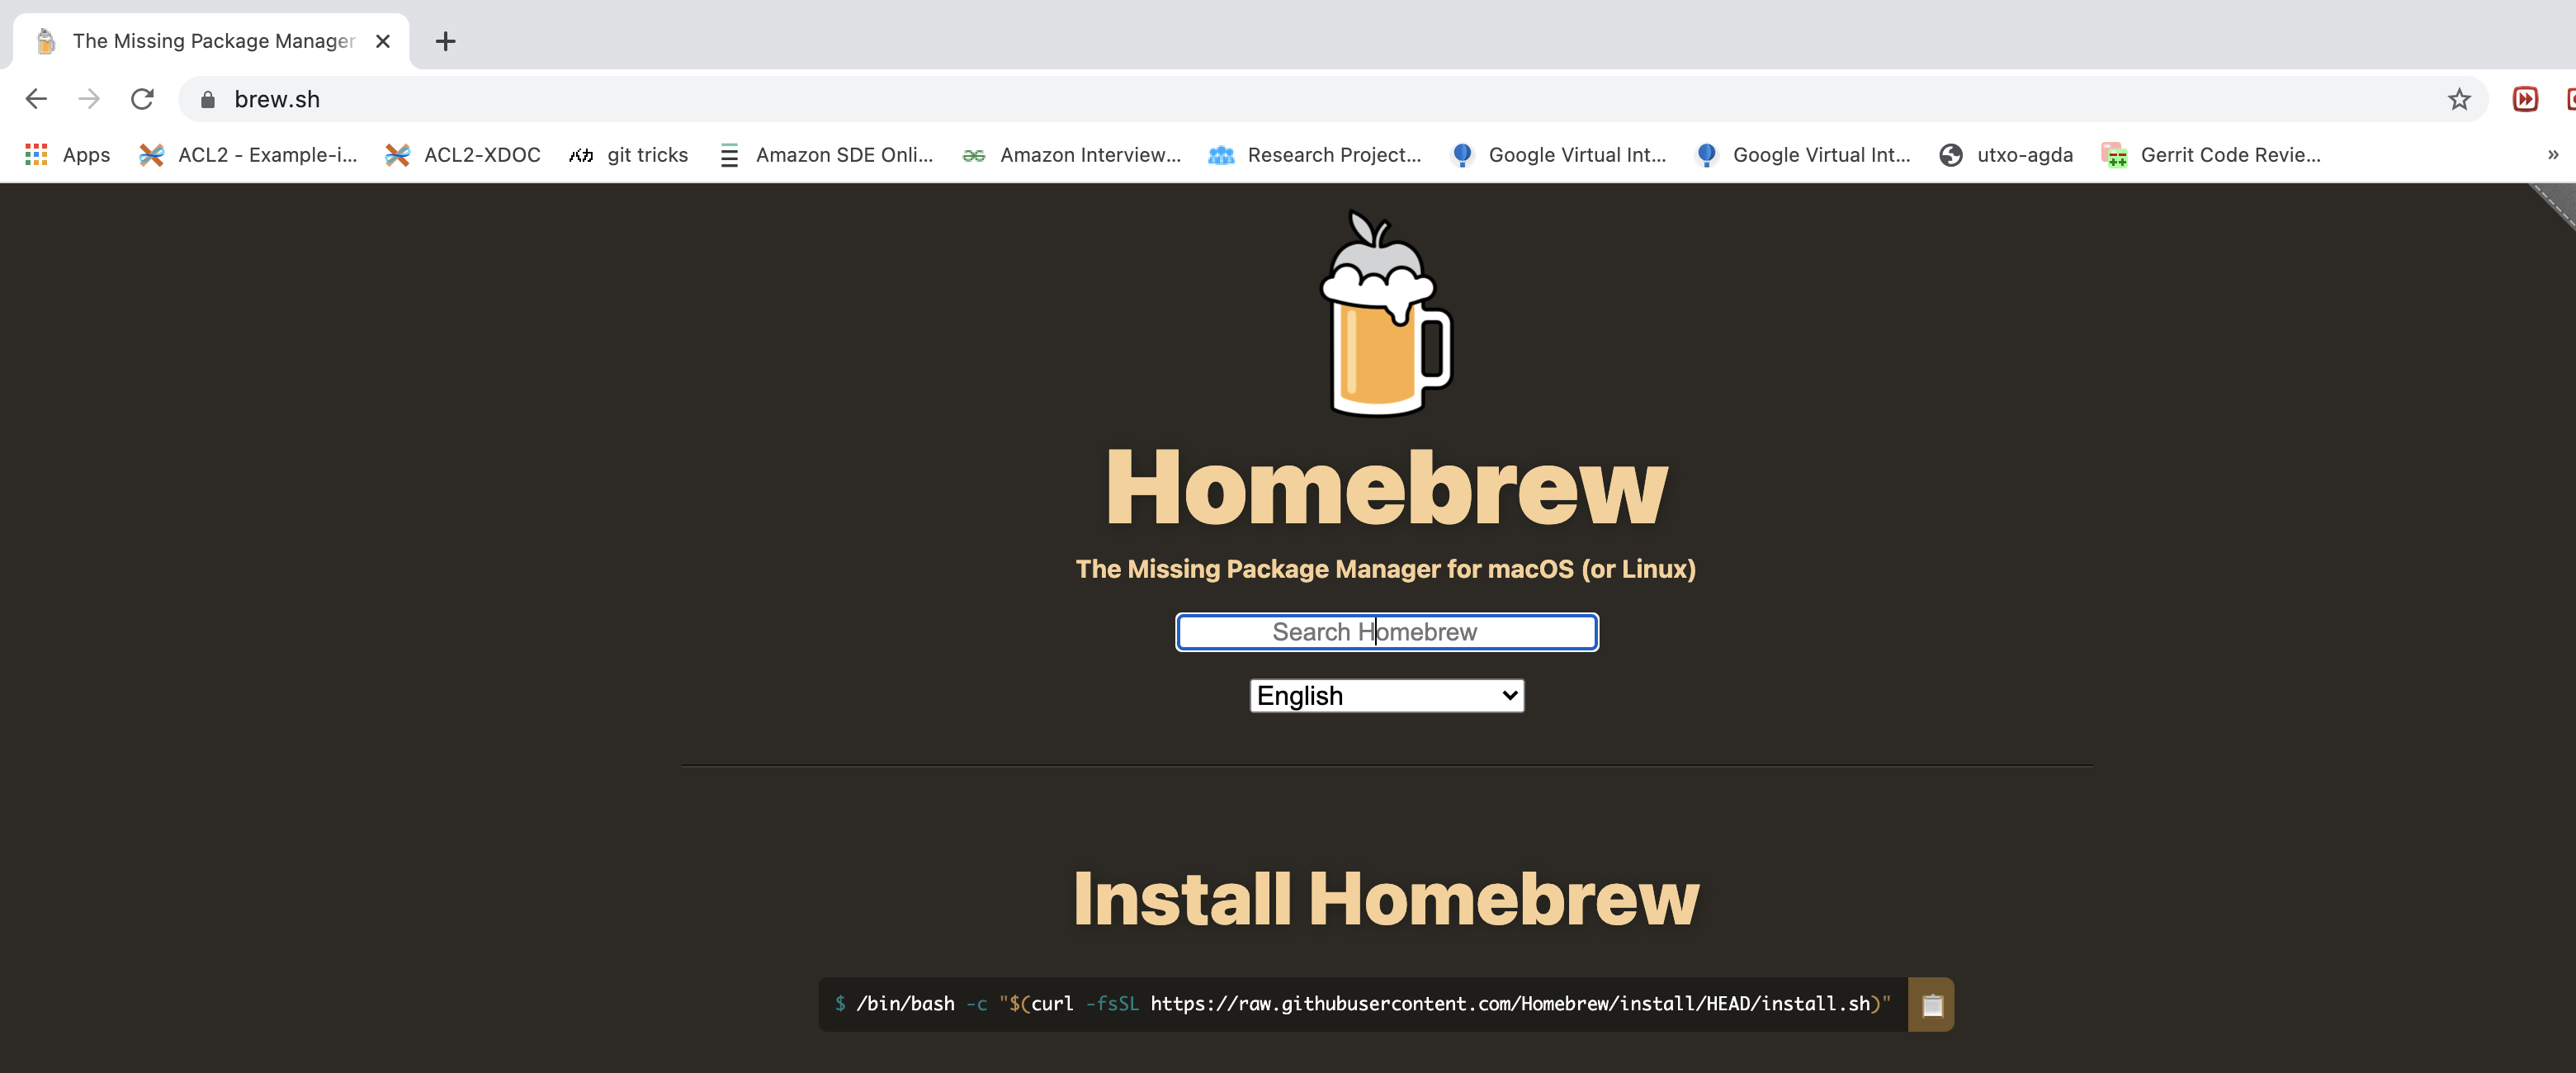 The Missing Package Manager
brew.sh
Apps ACL2 - Example-i... ACL2-XDOC git tricks Amazon SDE Onli... Amazon Interview... Research Project... Google Virtual Int... Google Virtual Int... utxo-agda Gerrit Code Revie... »
Homebrew
The Missing Package Manager for macOS (or Linux)
Search Homebrew
English
Install Homebrew
$ /bin/bash -c "$(curl -fsSL https://raw.githubusercontent.com/Homebrew/install/HEAD/install.sh)"